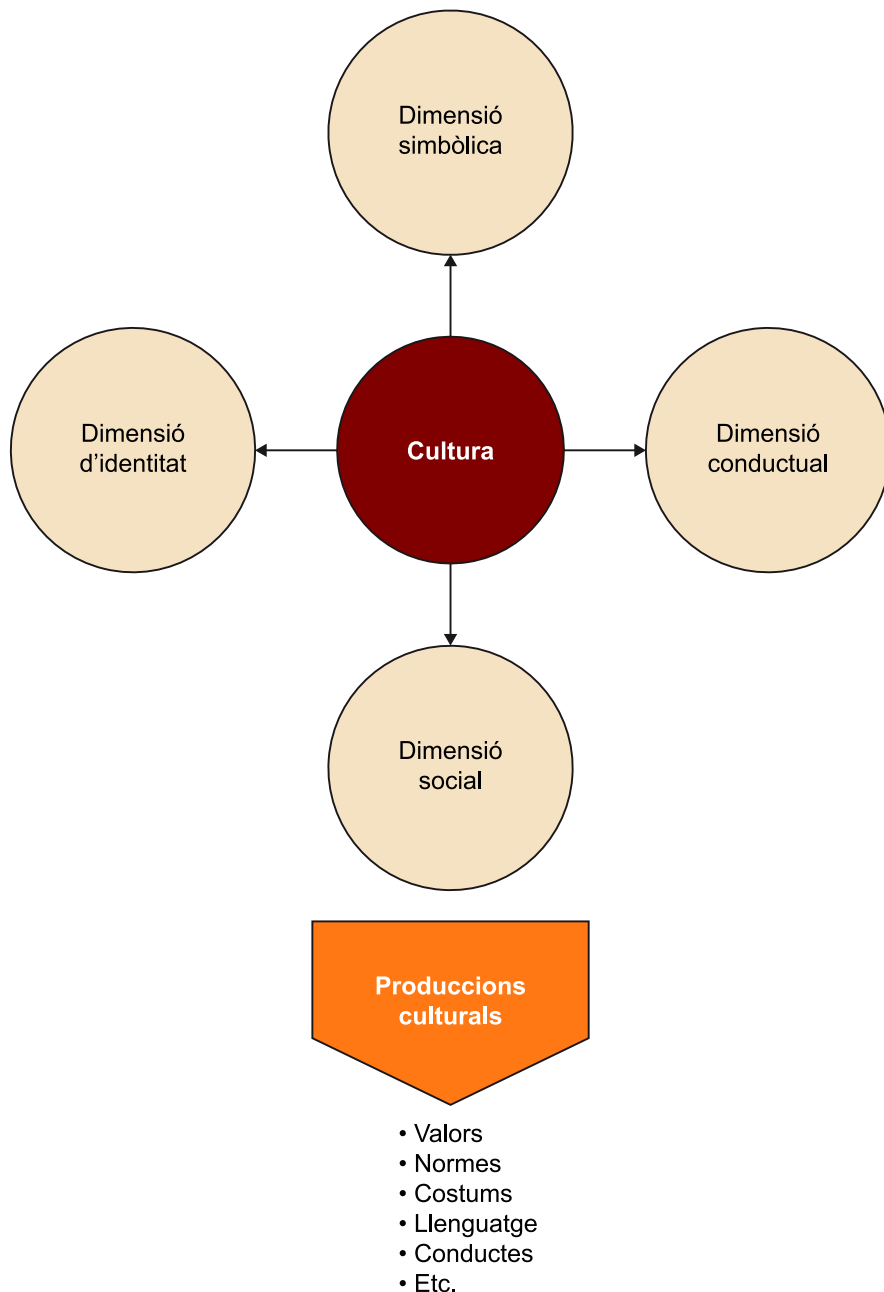 Dimensió
simbòlica
Dimensió
d’identitat
Cultura
Dimensió
conductual
Dimensió
social
Produccions
culturals
• Valors
• Normes
• Costums
• Llenguatge
• Conductes
• Etc.